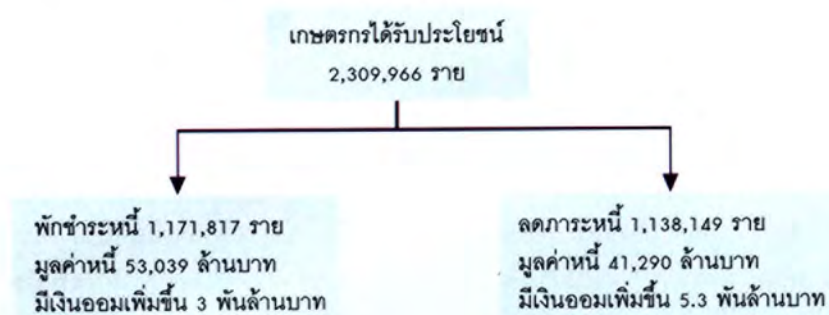 เกษตรกรได้รับประโยชน์
2,309,966 ราย
พักชำระหนี้ 1,171,817 ราย
มูลค่าหนี้ 53,039 ล้านบาท
มีเงินออมเพิ่มขึ้น 3 พันล้านบาท
ลดภาระหนี้ 1,138,149 ราย
มูลค่าหนี้ 41,290 ล้านบาท
มีเงินออมเพิ่มขึ้น 5.3 พันล้านบาท